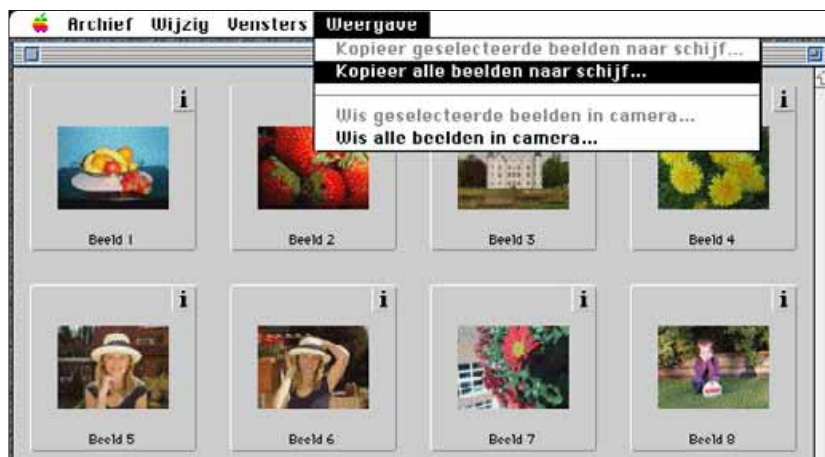 Archief Wijzig Vensters Weergave
Kopieer geselecteerde beelden naar schijf...
Kopieer alle beelden naar schijf...
Wis geselecteerde beelden in camera...
Wis alle beelden in camera...
i i
Beeld 1 Beeld 2 Beeld 3 Beeld 4
i i i i
Beeld 5 Beeld 6 Beeld 7 Beeld 8